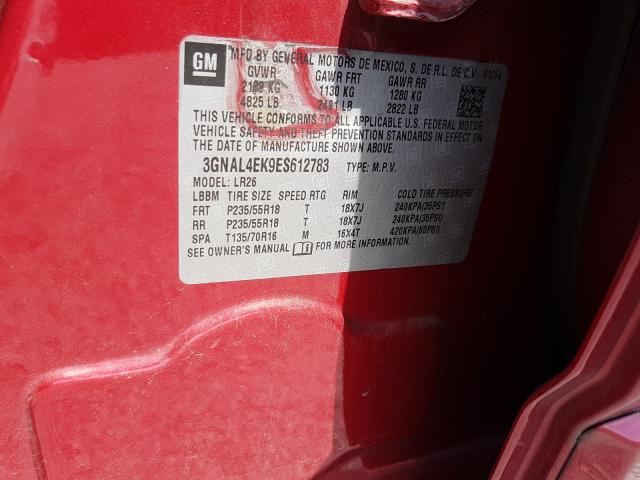 GM
MFD BY GENERAL MOTORS DE MEXICO, S. DE R.L. DE C.V.
GVWR GAWR FRT GAWR RR
2189 KG 1130 KG 1280 KG
4825 LB 2491 LB 2822 LB
THIS VEHICLE CONFORMS TO ALL APPLICABLE U.S. FEDERAL MOTOR
VEHICLE SAFETY AND THEFT PREVENTION STANDARDS IN EFFECT ON
THE DATE OF MANUFACTURE SHOWN ABOVE.
3GNAL4EK9ES612783 TYPE: M.P.V.
MODEL: LR26
LBBM TIRE SIZE SPEED RTG RIM COLD TIRE PRESSURE
FRT P235/55R18 T 18X7J 240KPA(35PSI)
RR P235/55R18 T 18X7J 240KPA(35PSI)
SPA T135/70R16 M 16X4T 420KPA(60PSI)
SEE OWNER'S MANUAL FOR MORE INFORMATION.